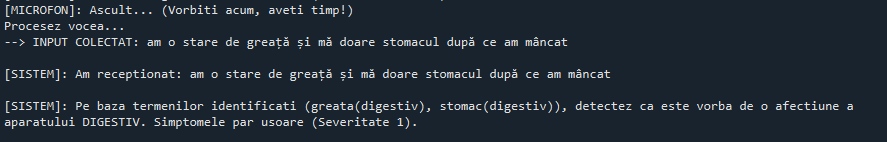 [MICROFON]: Ascult... (Vorbiti acum, aveti timp!)
Procesez vocea...
--> INPUT COLECTAT: am o stare de greață și mă doare stomacul după ce am mâncat
[SISTEM]: Am receptionat: am o stare de greață și mă doare stomacul după ce am mâncat
[SISTEM]: Pe baza termenilor identificati (greata(digestiv), stomac(digestiv)), detectez ca este vorba de o afectiune a
aparatului DIGESTIV. Simptomele par usoare (Severitate 1).